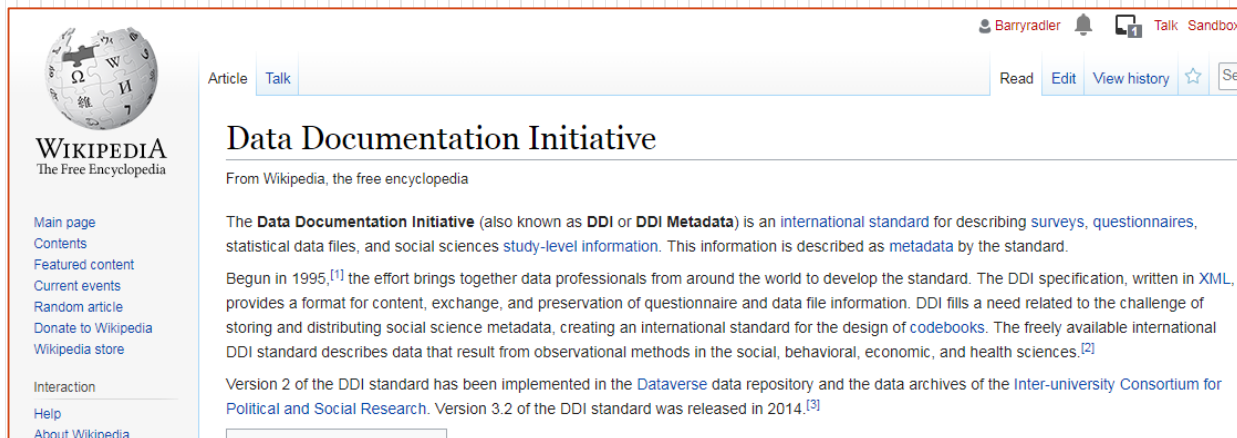 Barryradler 1 Talk Sandbox
Article Talk Read Edit View history
WIKIPEDIA
The Free Encyclopedia
Main page
Contents
Featured content
Current events
Random article
Donate to Wikipedia
Wikipedia store
Interaction
Help
About Wikipedia
Data Documentation Initiative
From Wikipedia, the free encyclopedia
The Data Documentation Initiative (also known as DDI or DDI Metadata) is an international standard for describing surveys, questionnaires,
statistical data files, and social sciences study-level information. This information is described as metadata by the standard.
Begun in 1995,[1] the effort brings together data professionals from around the world to develop the standard. The DDI specification, written in XML,
provides a format for content, exchange, and preservation of questionnaire and data file information. DDI fills a need related to the challenge of
storing and distributing social science metadata, creating an international standard for the design of codebooks. The freely available international
DDI standard describes data that result from observational methods in the social, behavioral, economic, and health sciences.[2]
Version 2 of the DDI standard has been implemented in the Dataverse data repository and the data archives of the Inter-university Consortium for
Political and Social Research. Version 3.2 of the DDI standard was released in 2014.[3]